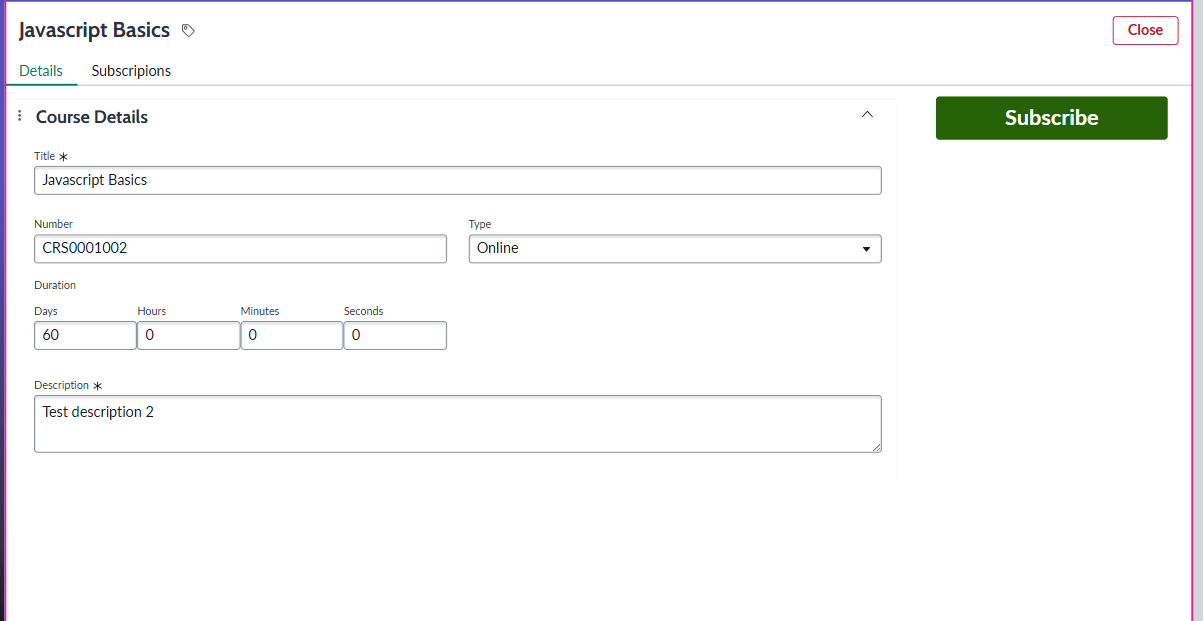 Javascript Basics
Close
Details Subscripions
Course Details
Subscribe
Title *
Javascript Basics
Number Type
CRS0001002 Online
Duration
Days Hours Minutes Seconds
60 0 0 0
Description *
Test description 2